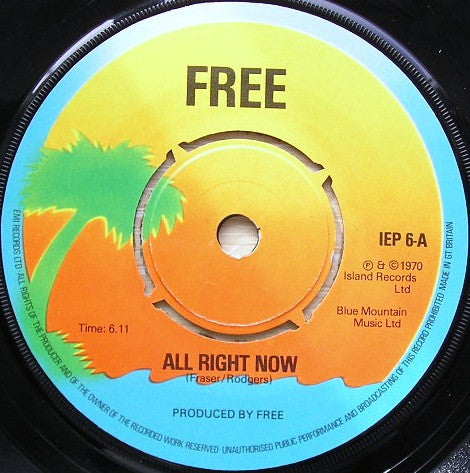 FREE
IEP 6-A
℗ & ©1970
Island Records
Ltd
Blue Mountain
Music Ltd
Time: 6.11
ALL RIGHT NOW
(Fraser/Rodgers)
PRODUCED BY FREE
EMI RECORDS LTD. ALL RIGHTS OF THE PRODUCER AND OF THE OWNER OF THE RECORDED WORK RESERVED. UNAUTHORISED PUBLIC PERFORMANCE AND BROADCASTING OF THIS RECORD PROHIBITED. MADE IN GT. BRITAIN